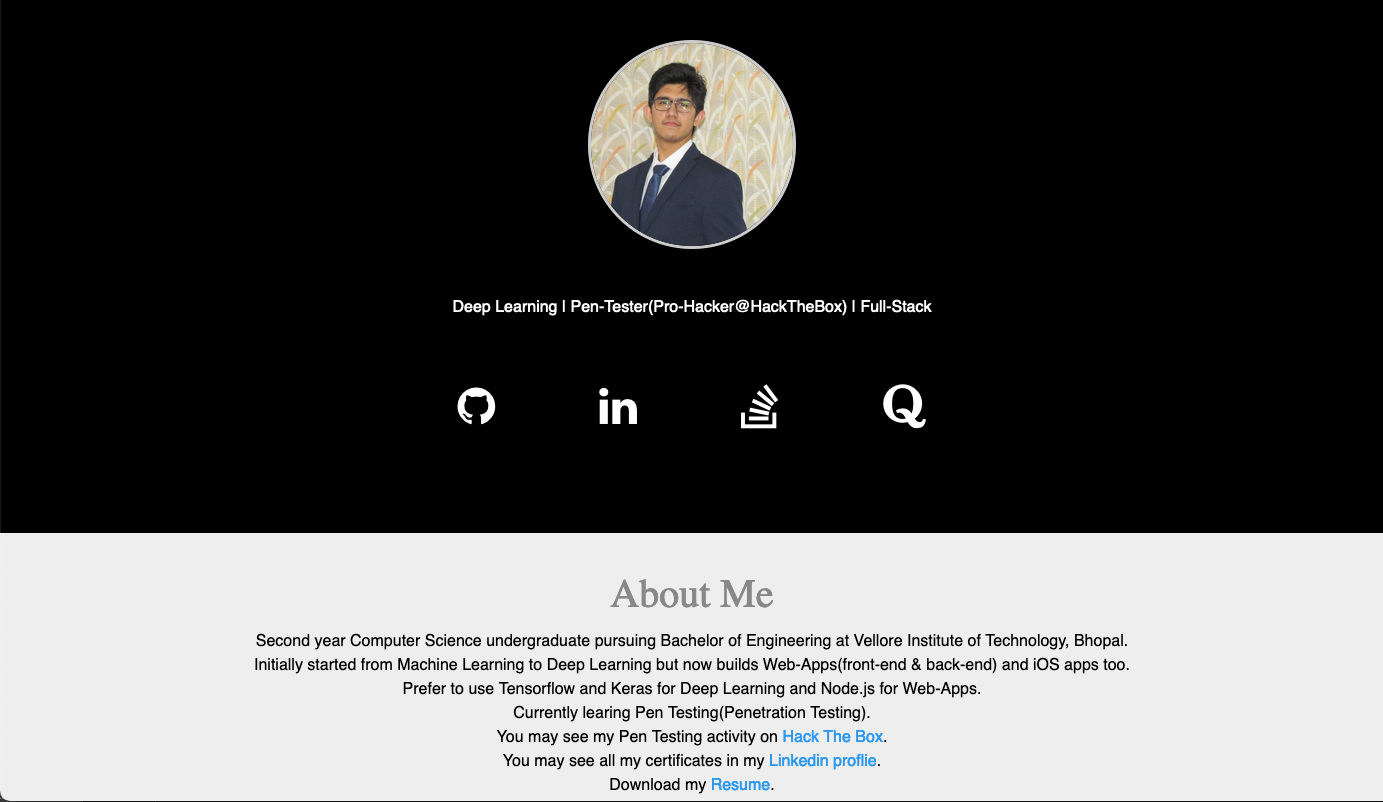 Deep Learning | Pen-Tester(Pro-Hacker@HackTheBox) | Full-Stack
in
Q
About Me
Second year Computer Science undergraduate pursuing Bachelor of Engineering at Vellore Institute of Technology, Bhopal.
Initially started from Machine Learning to Deep Learning but now builds Web-Apps(front-end & back-end) and iOS apps too.
Prefer to use Tensorflow and Keras for Deep Learning and Node.js for Web-Apps.
Currently learing Pen Testing(Penetration Testing).
You may see my Pen Testing activity on Hack The Box.
You may see all my certificates in my Linkedin proflie.
Download my Resume.